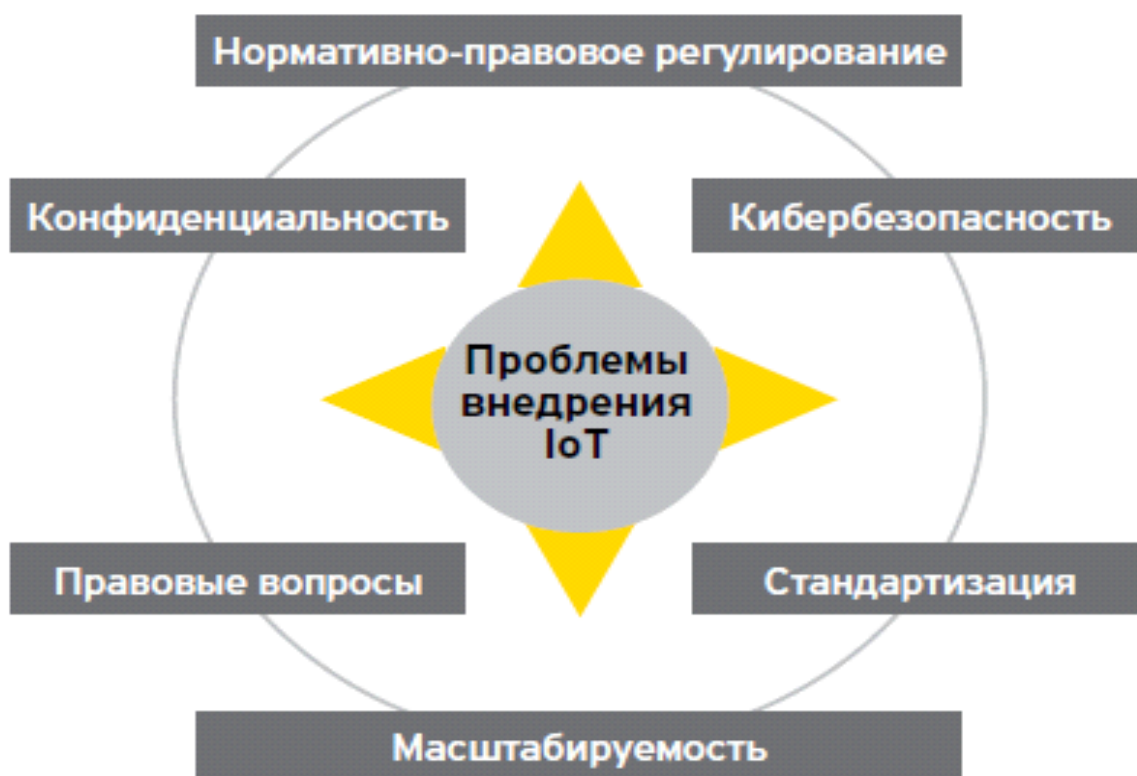 Нормативно-правовое регулирование
Конфиденциальность
Кибербезопасность
Проблемы
внедрения
IoT
Правовые вопросы
Стандартизация
Масштабируемость